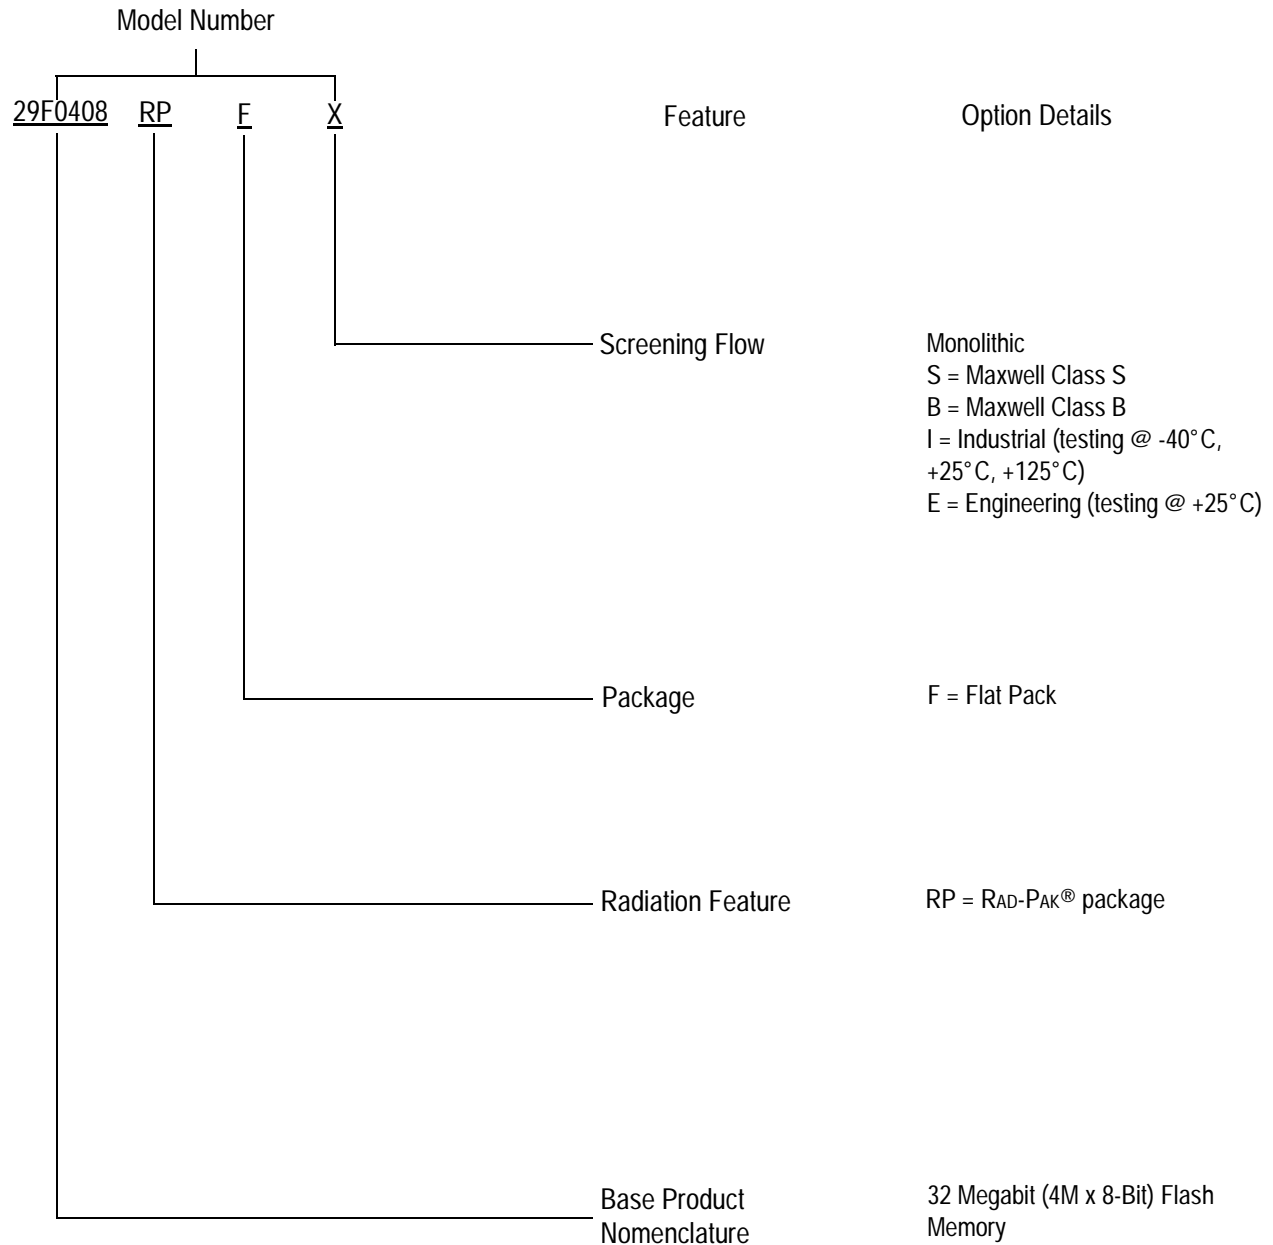 Model Number
29F0408 RP F X
Feature Option Details
Screening Flow
Monolithic
S = Maxwell Class S
B = Maxwell Class B
I = Industrial (testing @ -40°C,
+25°C, +125°C)
E = Engineering (testing @ +25°C)
Package
F = Flat Pack
Radiation Feature
RP = RAD-PAK® package
Base Product
Nomenclature
32 Megabit (4M x 8-Bit) Flash
Memory